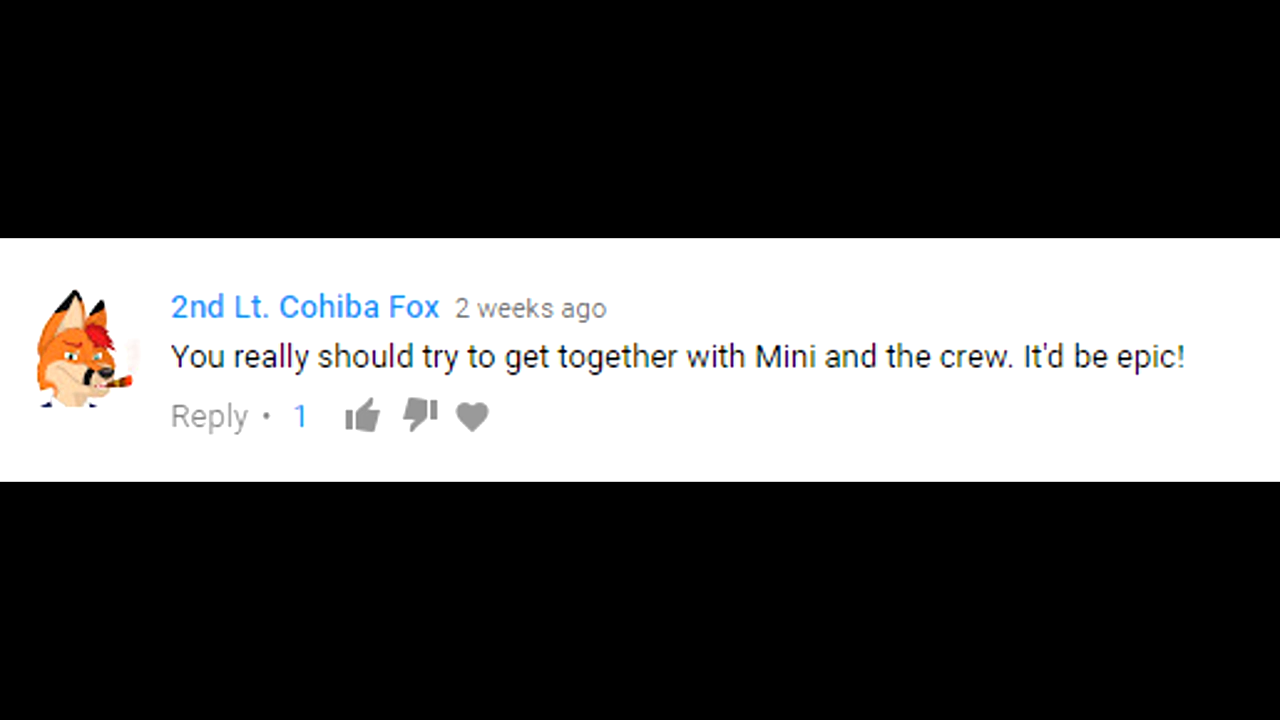 2nd Lt. Cohiba Fox 2 weeks ago
You really should try to get together with Mini and the crew. It'd be epic!
Reply • 1